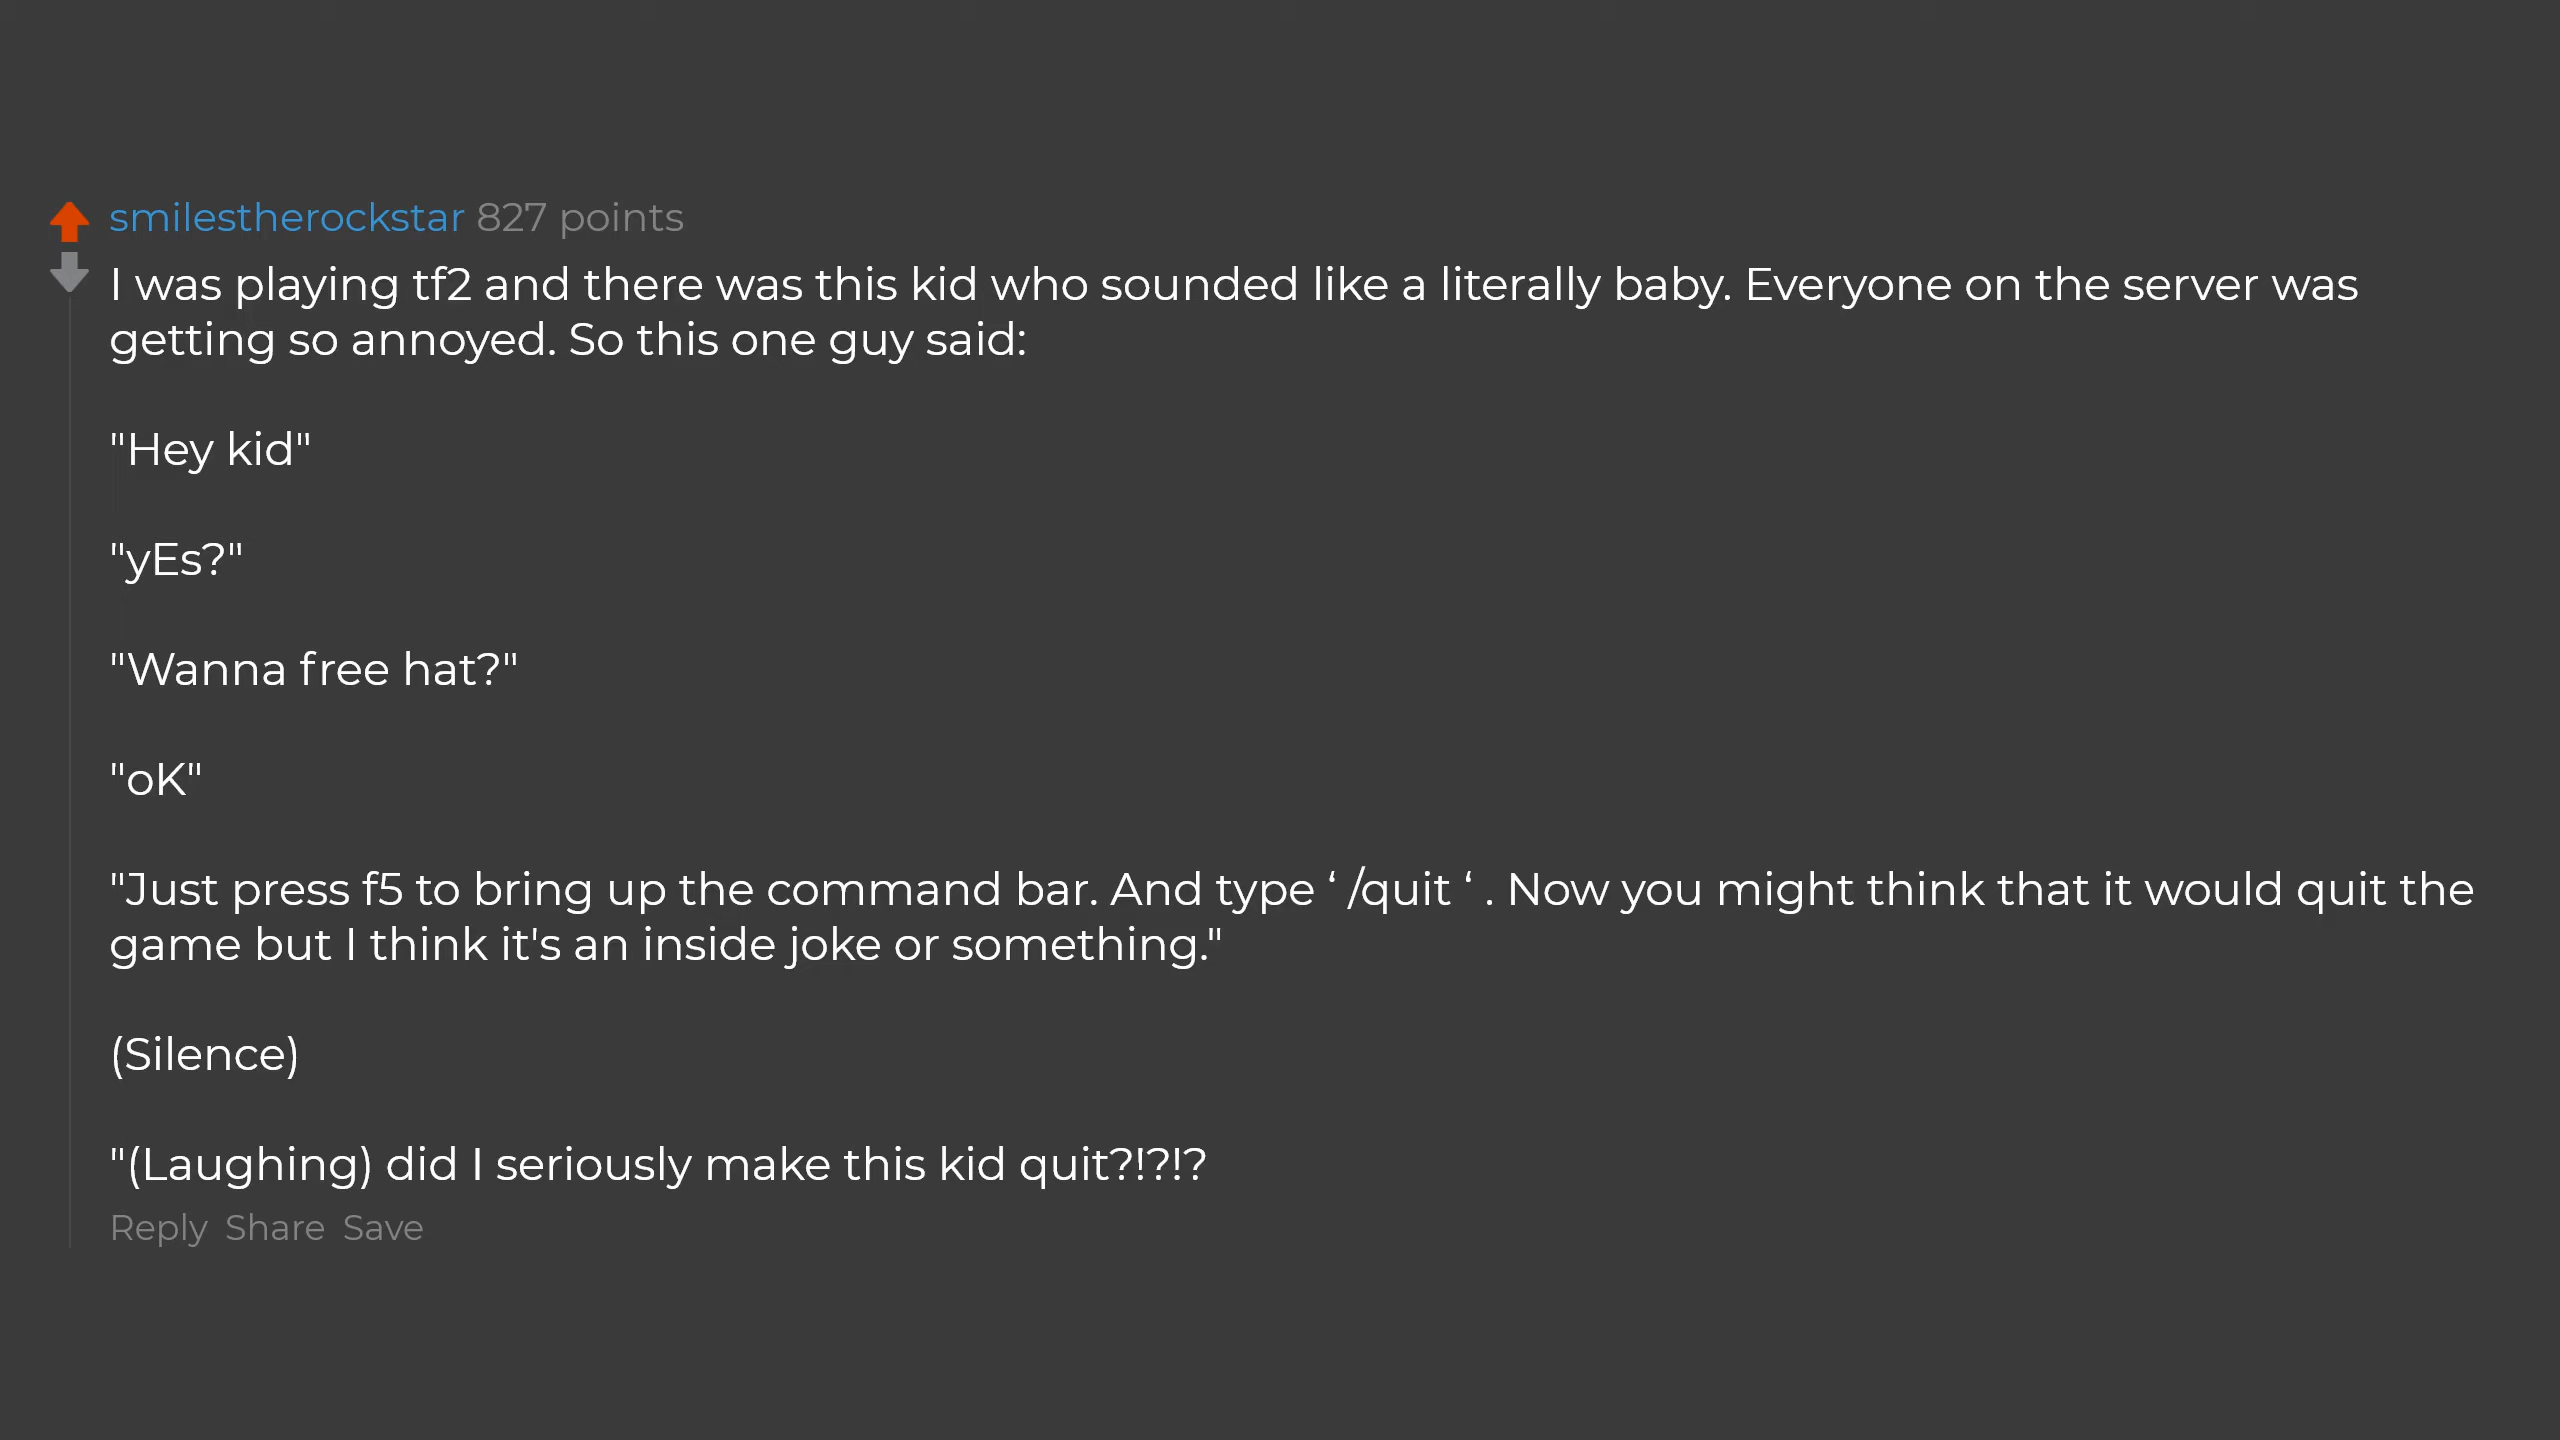 smilestherockstar 827 points
I was playing tf2 and there was this kid who sounded like a literally baby. Everyone on the server was
getting so annoyed. So this one guy said:
"Hey kid"
"yEs?"
"Wanna free hat?"
"oK"
"Just press f5 to bring up the command bar. And type ‘ /quit ‘ . Now you might think that it would quit the
game but I think it's an inside joke or something."
(Silence)
"(Laughing) did I seriously make this kid quit?!?!?
Reply Share Save